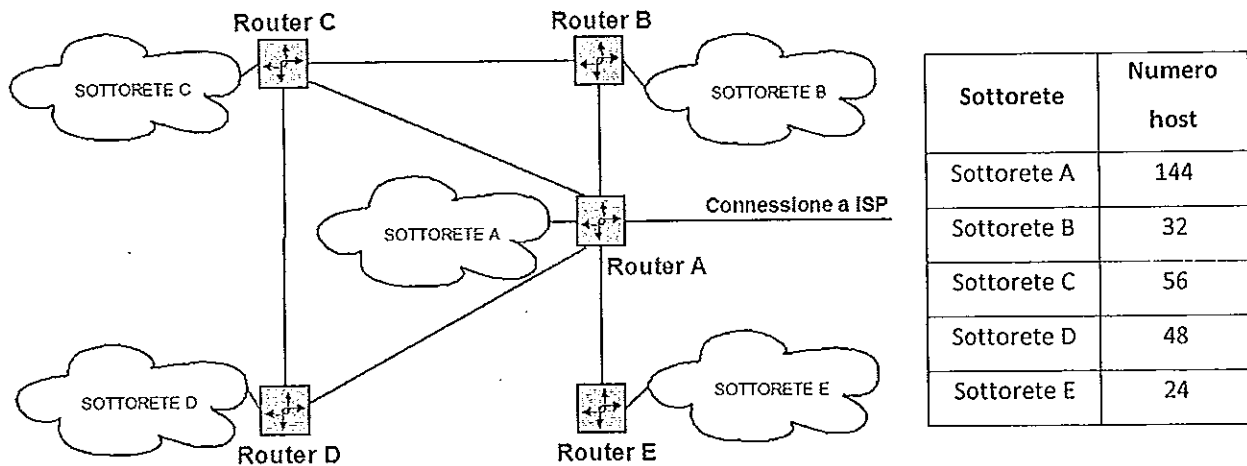 Router C
Router B
SOTTORETE C
SOTTORETE B
SOTTORETE A
Connessione a ISP
Router A
SOTTORETE D
SOTTORETE E
Router D
Router E
Sottorete Numero host
Sottorete A 144
Sottorete B 32
Sottorete C 56
Sottorete D 48
Sottorete E 24